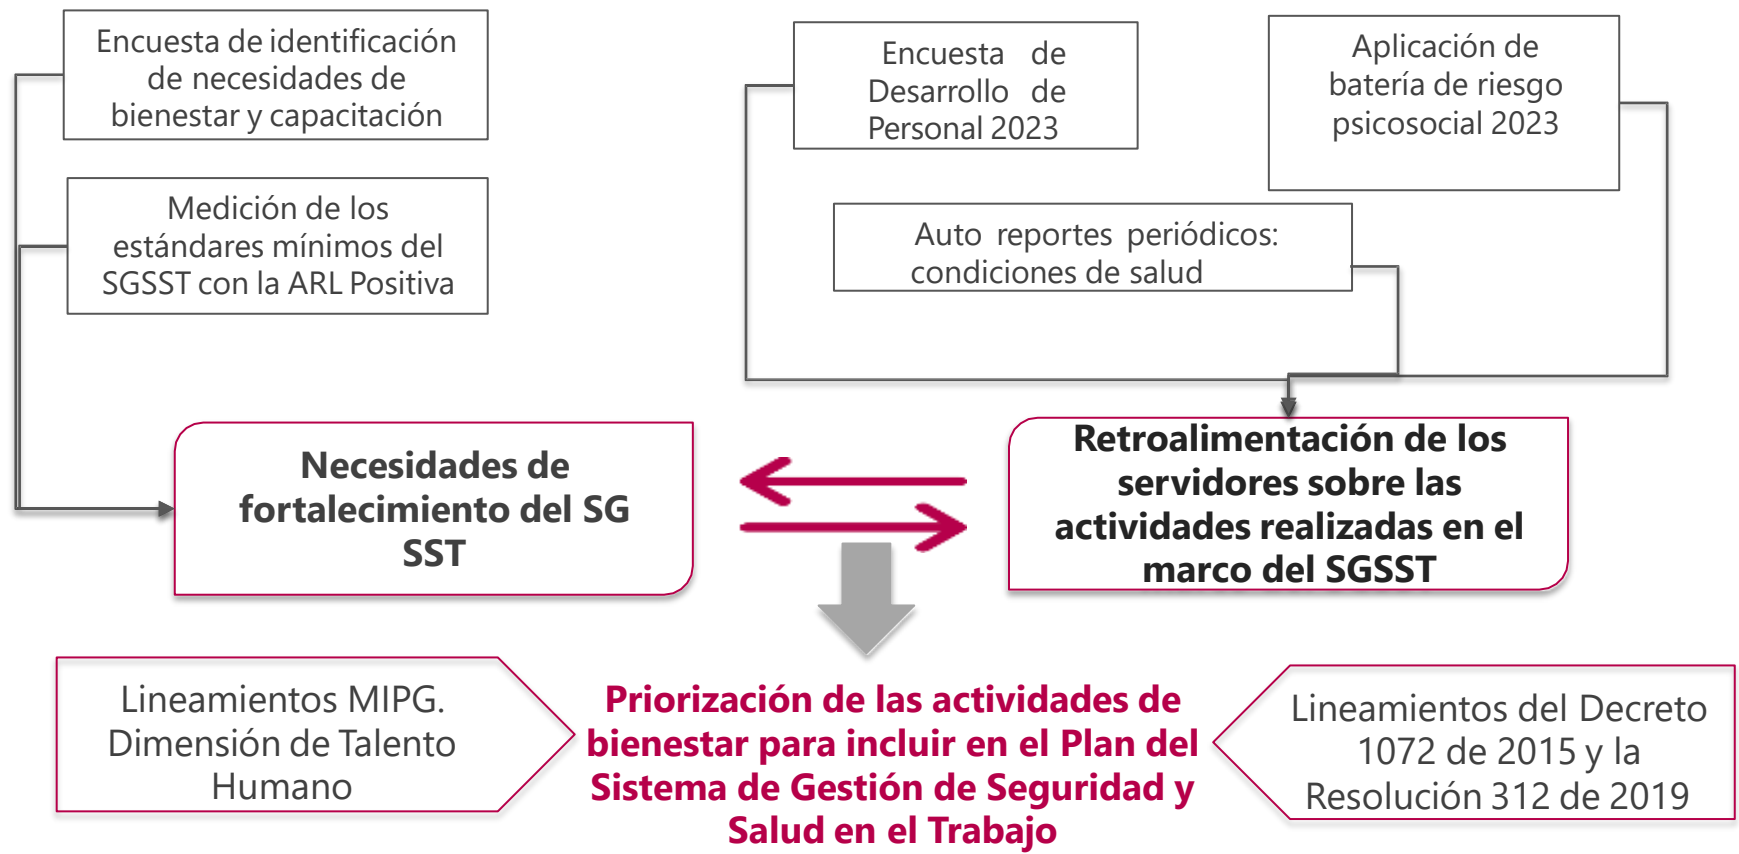 Encuesta de identificación
de necesidades de
bienestar y capacitación
Medición de los
estándares mínimos del
SGSST con la ARL Positiva
Encuesta de
Desarrollo de
Personal 2023
Aplicación de
batería de riesgo
psicosocial 2023
Auto reportes periódicos:
condiciones de salud
Necesidades de
fortalecimiento del SG
SST
Retroalimentación de los
servidores sobre las
actividades realizadas en el
marco del SGSST
Lineamientos MIPG.
Dimensión de Talento
Humano
Priorización de las actividades de
bienestar para incluir en el Plan del
Sistema de Gestión de Seguridad y
Salud en el Trabajo
Lineamientos del Decreto
1072 de 2015 y la
Resolución 312 de 2019